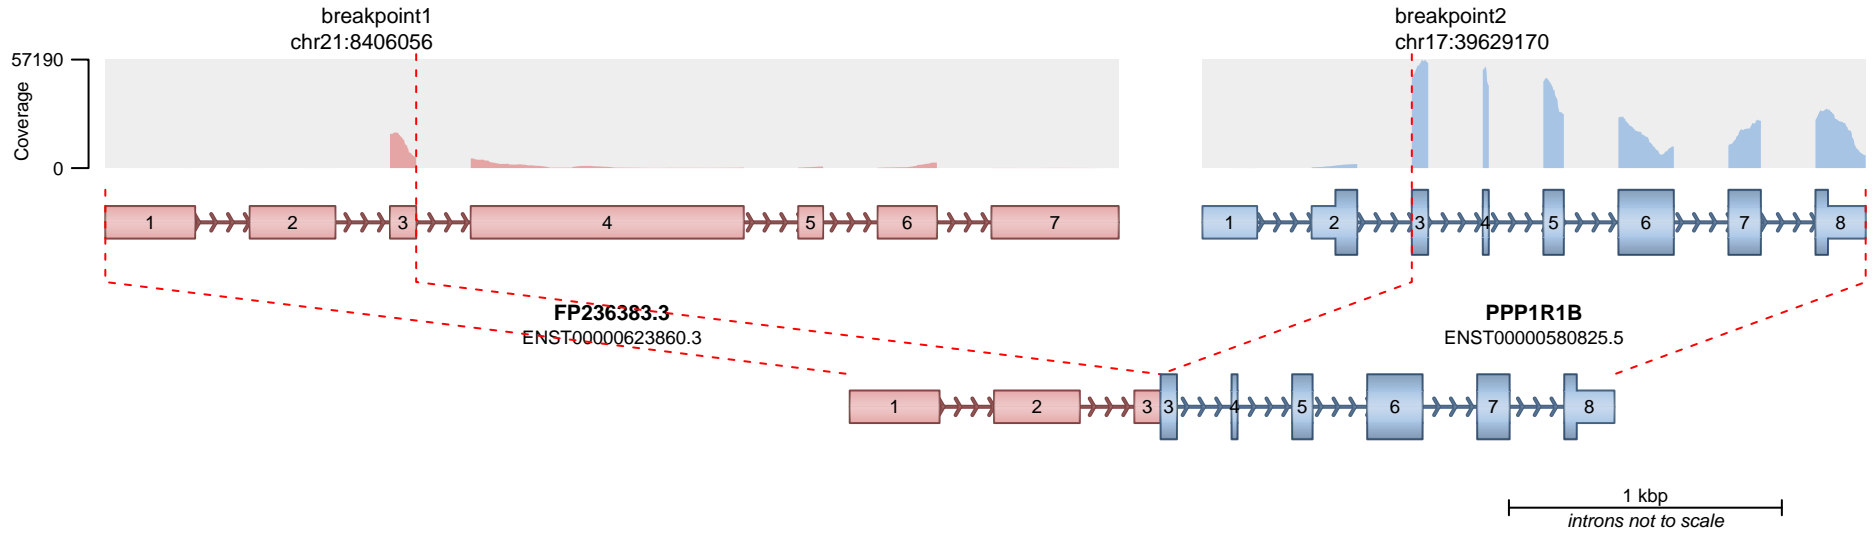 breakpoint1
chr21:8406056
breakpoint2
chr17:39629170
57190
Coverage
0
1 2 3 4 5 6 7
1 2 3 4 5 6 7 8
FP236383.3
ENST00000623860.3
PPP1R1B
ENST00000580825.5
1 2 3 3 4 5 6 7 8
1 kbp
introns not to scale